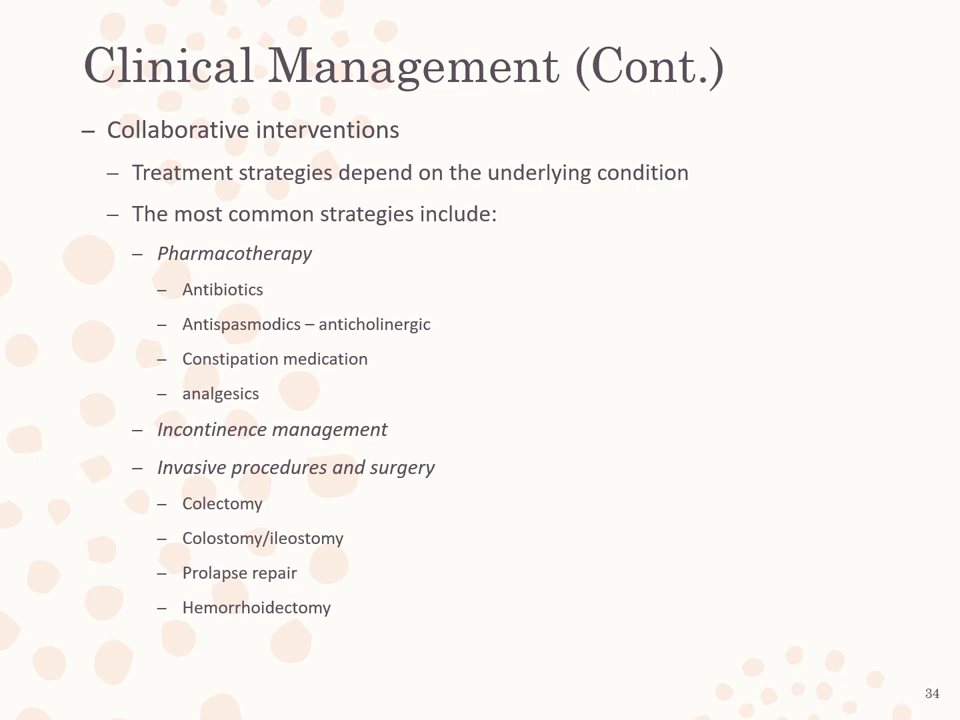 Clinical Management (Cont.)
– Collaborative interventions
– Treatment strategies depend on the underlying condition
– The most common strategies include:
– Pharmacotherapy
– Antibiotics
– Antispasmodics – anticholinergic
– Constipation medication
– analgesics
– Incontinence management
– Invasive procedures and surgery
– Colectomy
– Colostomy/ileostomy
– Prolapse repair
– Hemorrhoidectomy
34